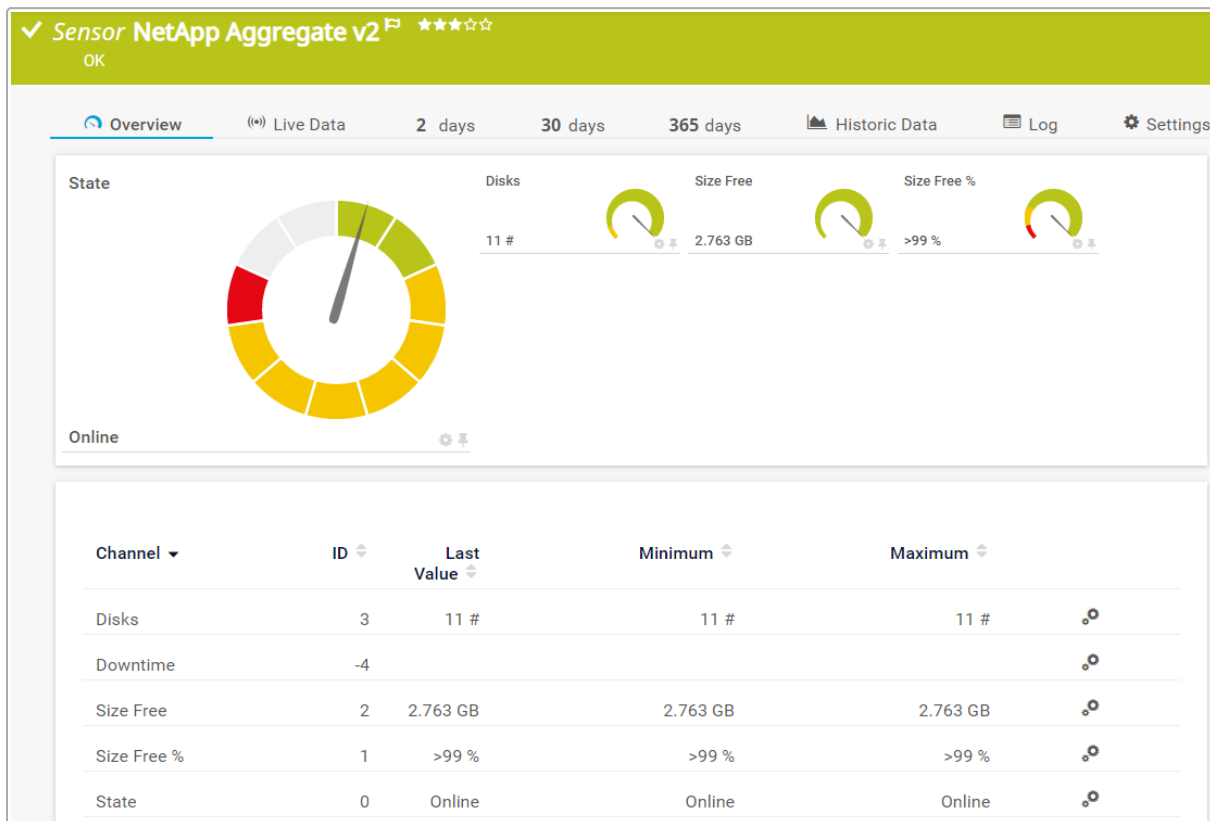 Sensor NetApp Aggregate v2
OK
Overview
Live Data
2 days
30 days
365 days
Historic Data
Log
Settings
State
Online
Disks
11 #
Size Free
2.763 GB
Size Free %
>99 %
Channel ID Last Value Minimum Maximum
Disks 3 11 # 11 # 11 #
Downtime -4
Size Free 2 2.763 GB 2.763 GB 2.763 GB
Size Free % 1 >99 % >99 % >99 %
State 0 Online Online Online